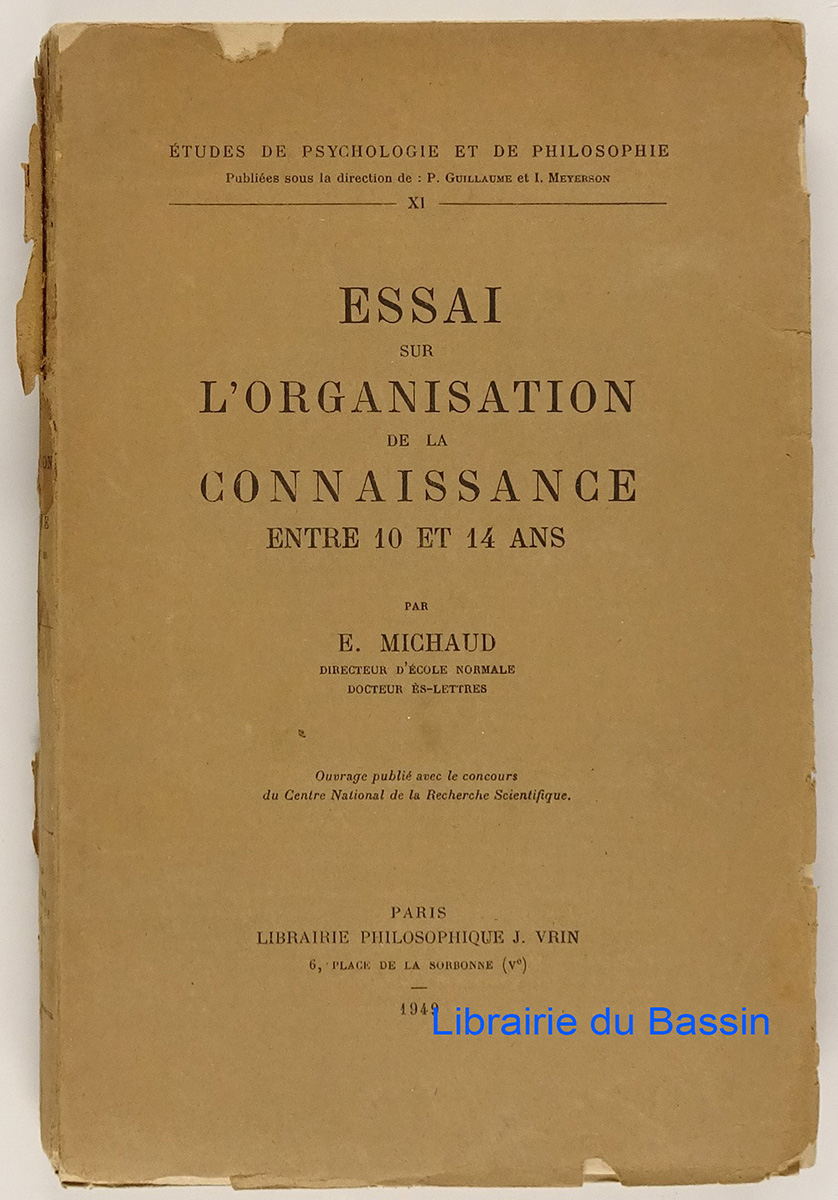 ÉTUDES DE PSYCHOLOGIE ET DE PHILOSOPHIE
Publiées sous la direction de : P. GUILLAUME et I. MEYERSON
XI
ESSAI
SUR
L'ORGANISATION
DE LA
CONNAISSANCE
ENTRE 10 ET 14 ANS
PAR
E. MICHAUD
DIRECTEUR D'ÉCOLE NORMALE
DOCTEUR ÈS-LETTRES
Ouvrage publié avec le concours
du Centre National de la Recherche Scientifique.
PARIS
LIBRAIRIE PHILOSOPHIQUE J. VRIN
6, PLACE DE LA SORBONNE (Ve)
1949
Librairie du Bassin